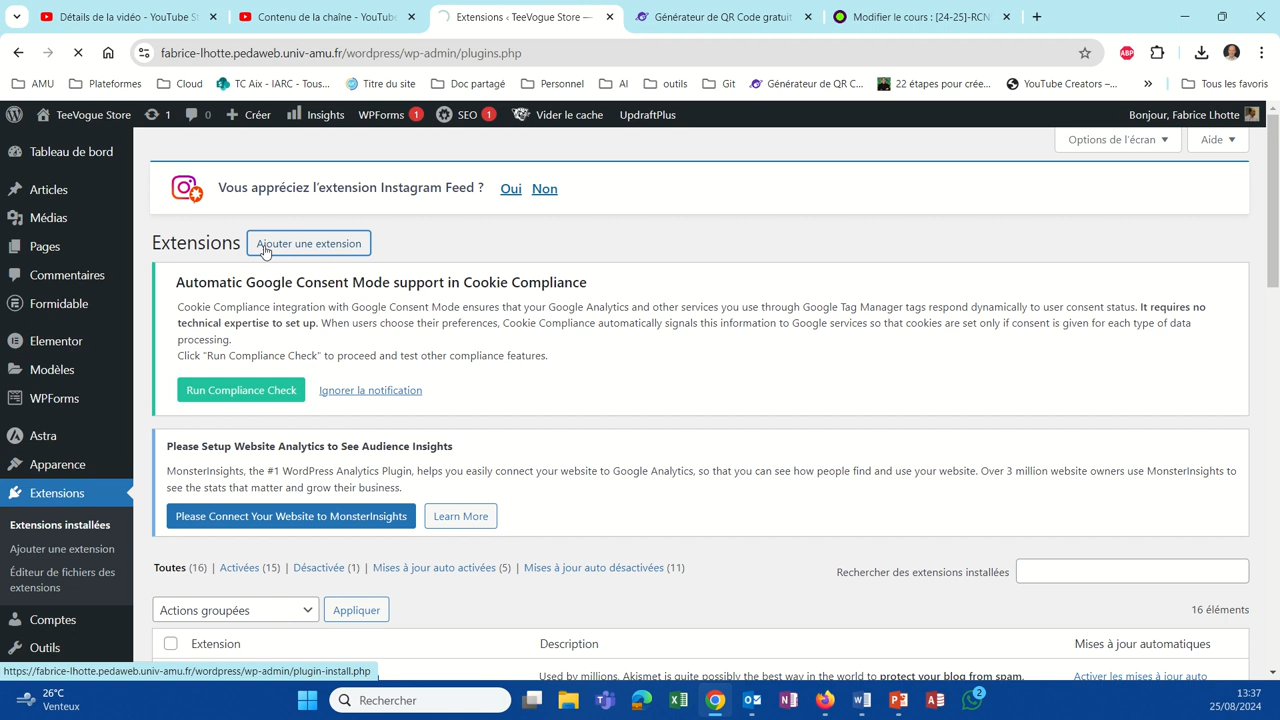 Détails de la vidéo - YouTube S
Contenu de la chaîne - YouTube
Extensions ‹ TeeVogue Store —
Générateur de QR Code gratuit
Modifier le cours : [24-25]-RCN
fabrice-lhotte.pedaweb.univ-amu.fr/wordpress/wp-admin/plugins.php
ABP
AMU
Plateformes
Cloud
TC Aix - IARC - Tous...
Titre du site
Doc partagé
Personnel
AI
outils
Git
Générateur de QR C...
22 étapes pour crée...
YouTube Creators –...
Tous les favoris
TeeVogue Store
1
0
Créer
Insights
WPForms 1
SEO 1
Vider le cache
UpdraftPlus
Bonjour, Fabrice Lhotte
Tableau de bord
Articles
Médias
Pages
Commentaires
Formidable
Elementor
Modèles
WPForms
Astra
Apparence
Extensions
Extensions installées
Ajouter une extension
Éditeur de fichiers des
extensions
Comptes
Outils
Options de l'écran
Aide
Vous appréciez l'extension Instagram Feed ? Oui Non
Extensions
Ajouter une extension
Automatic Google Consent Mode support in Cookie Compliance
Cookie Compliance integration with Google Consent Mode ensures that your Google Analytics and other services you use through Google Tag Manager tags respond dynamically to user consent status. It requires no
technical expertise to set up. When users choose their preferences, Cookie Compliance automatically signals this information to Google services so that cookies are set only if consent is given for each type of data
processing.
Click "Run Compliance Check" to proceed and test other compliance features.
Run Compliance Check
Ignorer la notification
Please Setup Website Analytics to See Audience Insights
MonsterInsights, the #1 WordPress Analytics Plugin, helps you easily connect your website to Google Analytics, so that you can see how people find and use your website. Over 3 million website owners use MonsterInsights to
see the stats that matter and grow their business.
Please Connect Your Website to MonsterInsights
Learn More
Toutes (16) | Activées (15) | Désactivée (1) | Mises à jour auto activées (5) | Mises à jour auto désactivées (11)
Rechercher des extensions installées
Actions groupées
Appliquer
16 éléments
Extension
Description
Mises à jour automatiques
Used by millions, Akismet is quite possibly the best way in the world to protect your blog from spam.
Activer les mises à jour auto
https://fabrice-lhotte.pedaweb.univ-amu.fr/wordpress/wp-admin/plugin-install.php
26°C
Venteux
Rechercher
2
13:37
25/08/2024